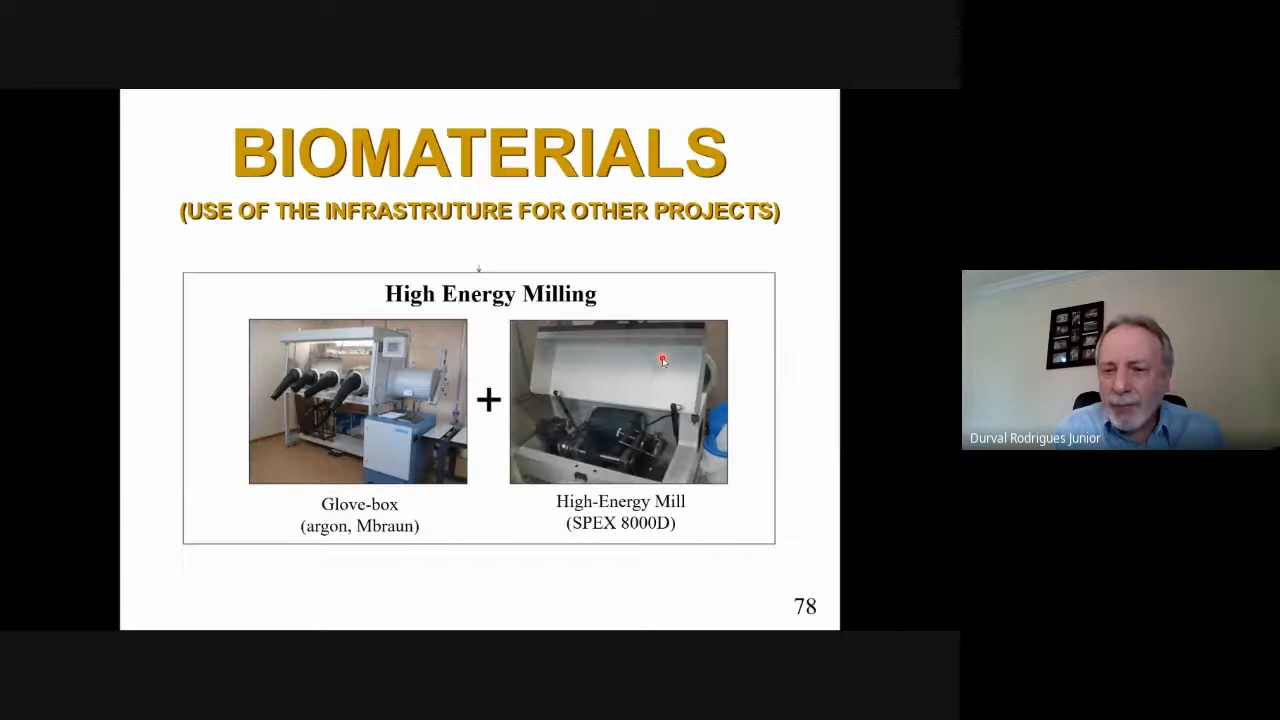 BIOMATERIALS
(USE OF THE INFRASTRUTURE FOR OTHER PROJECTS)
High Energy Milling
+
Glove-box
(argon, Mbraun)
High-Energy Mill
(SPEX 8000D)
78
Durval Rodrigues Junior